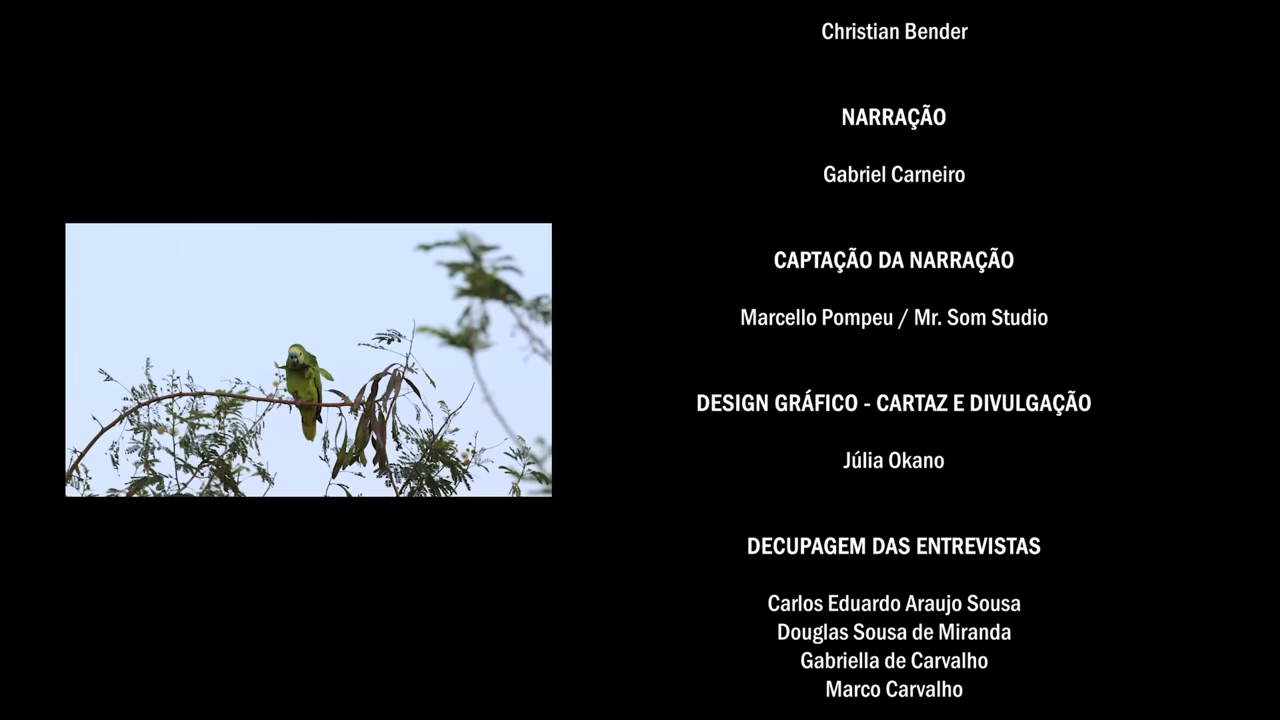 Christian Bender
NARRAÇÃO
Gabriel Carneiro
CAPTAÇÃO DA NARRAÇÃO
Marcello Pompeu / Mr. Som Studio
DESIGN GRÁFICO - CARTAZ E DIVULGAÇÃO
Júlia Okano
DECUPAGEM DAS ENTREVISTAS
Carlos Eduardo Araujo Sousa
Douglas Sousa de Miranda
Gabriella de Carvalho
Marco Carvalho